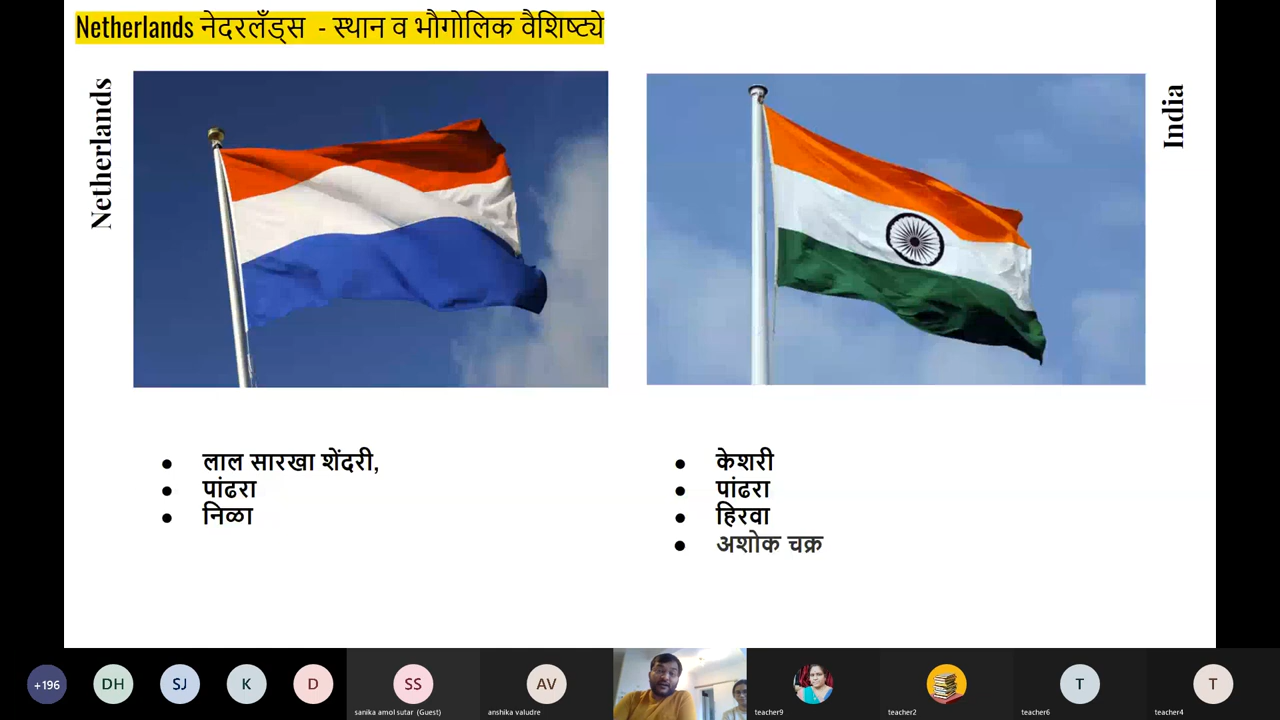 Netherlands नेदरलँड्स - स्थान व भौगोलिक वैशिष्ट्ये
Netherlands
India
● लाल सारखा शेंदरी,
● पांढरा
● निळा
● केशरी
● पांढरा
● हिरवा
● अशोक चक्र
+196
DH
SJ
K
D
SS
sanika amol sutar (Guest)
AV
anshika valudre
teacher9
teacher2
T
teacher6
T
teacher4